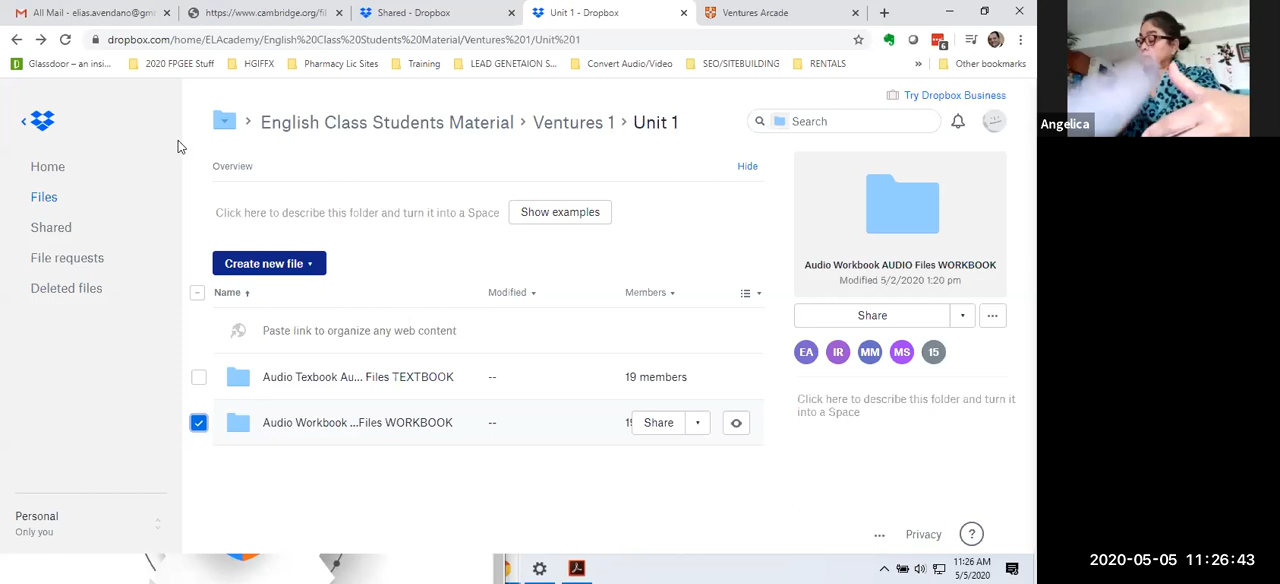 All Mail - elias.avendano@gm
https://www.cambridge.org/fil
Shared - Dropbox
Unit 1 - Dropbox
Ventures Arcade
dropbox.com/home/ELAcademy/English%20Class%20Students%20Material/Ventures%201/Unit%201
6
Glassdoor – an insi...
2020 FPGEE Stuff
HGIFFX
Pharmacy Lic Sites
Training
LEAD GENETAION S...
Convert Audio/Video
SEO/SITEBUILDING
RENTALS
»
Other bookmarks
Try Dropbox Business
English Class Students Material › Ventures 1 › Unit 1
Search
Angelica
Home
Files
Shared
File requests
Deleted files
Overview
Hide
Click here to describe this folder and turn it into a Space
Show examples
Create new file
Name ↑
Modified
Members
Paste link to organize any web content
Audio Texbook Au... Files TEXTBOOK
--
19 members
Audio Workbook ...Files WORKBOOK
--
Share
Audio Workbook AUDIO Files WORKBOOK
Modified 5/2/2020 1:20 pm
Share
...
EA
IR
MM
MS
15
Click here to describe this folder and turn it
into a Space
Personal
Only you
...
Privacy
?
11:26 AM
5/5/2020
2020-05-05 11:26:43